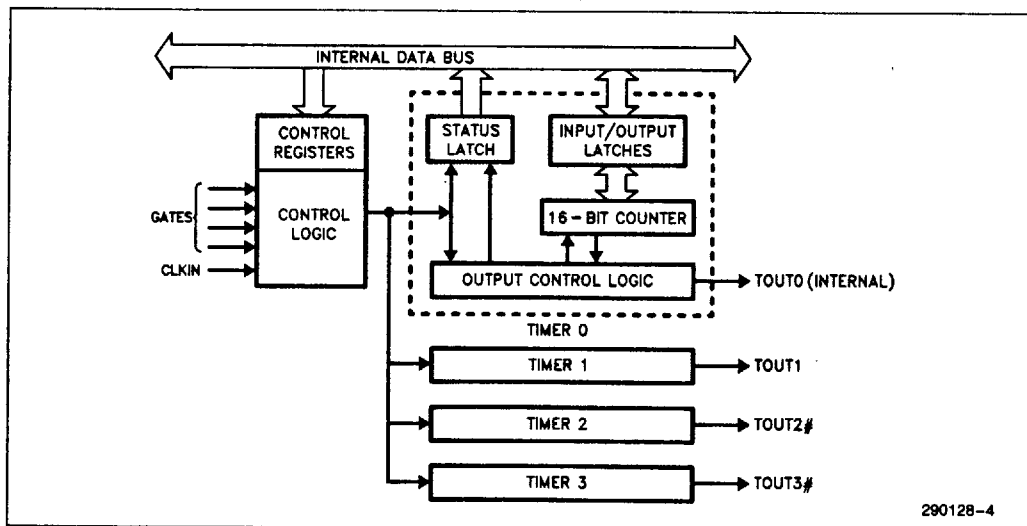 INTERNAL DATA BUS
CONTROL
REGISTERS
STATUS
LATCH
INPUT/OUTPUT
LATCHES
GATES
CONTROL
LOGIC
16-BIT COUNTER
CLKIN
OUTPUT CONTROL LOGIC
TOUT0 (INTERNAL)
TIMER 0
TIMER 1
TOUT1
TIMER 2
TOUT2#
TIMER 3
TOUT3#
290128-4